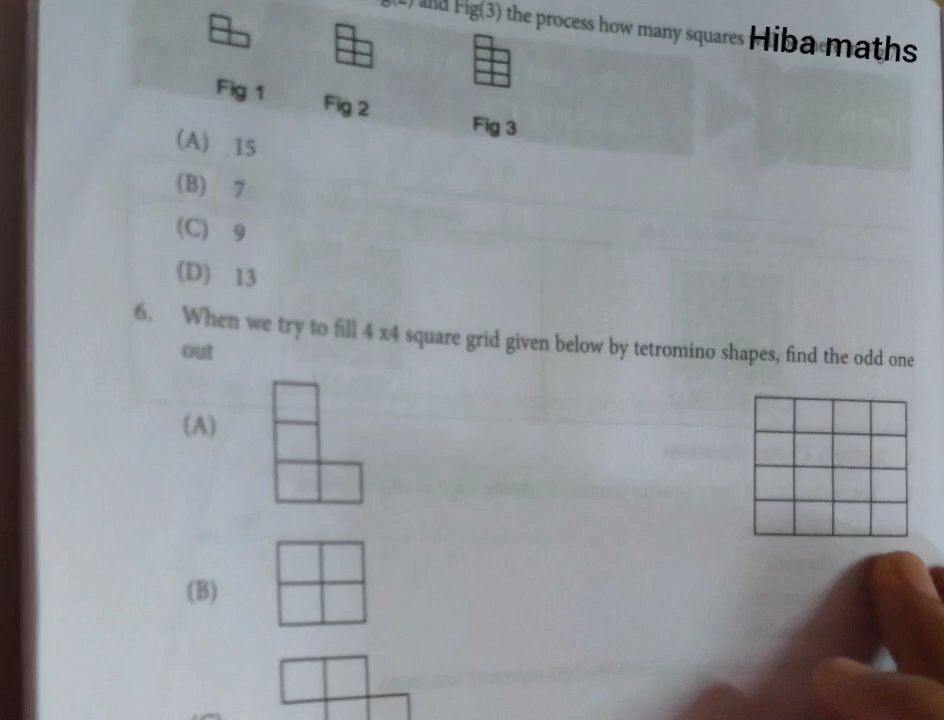 and Fig(3) the process how many squares
Hiba maths
Fig 1
Fig 2
Fig 3
(A) 15
(B) 7
(C) 9
(D) 13
6. When we try to fill 4 x4 square grid given below by tetromino shapes, find the odd one
out
(A)
(B)